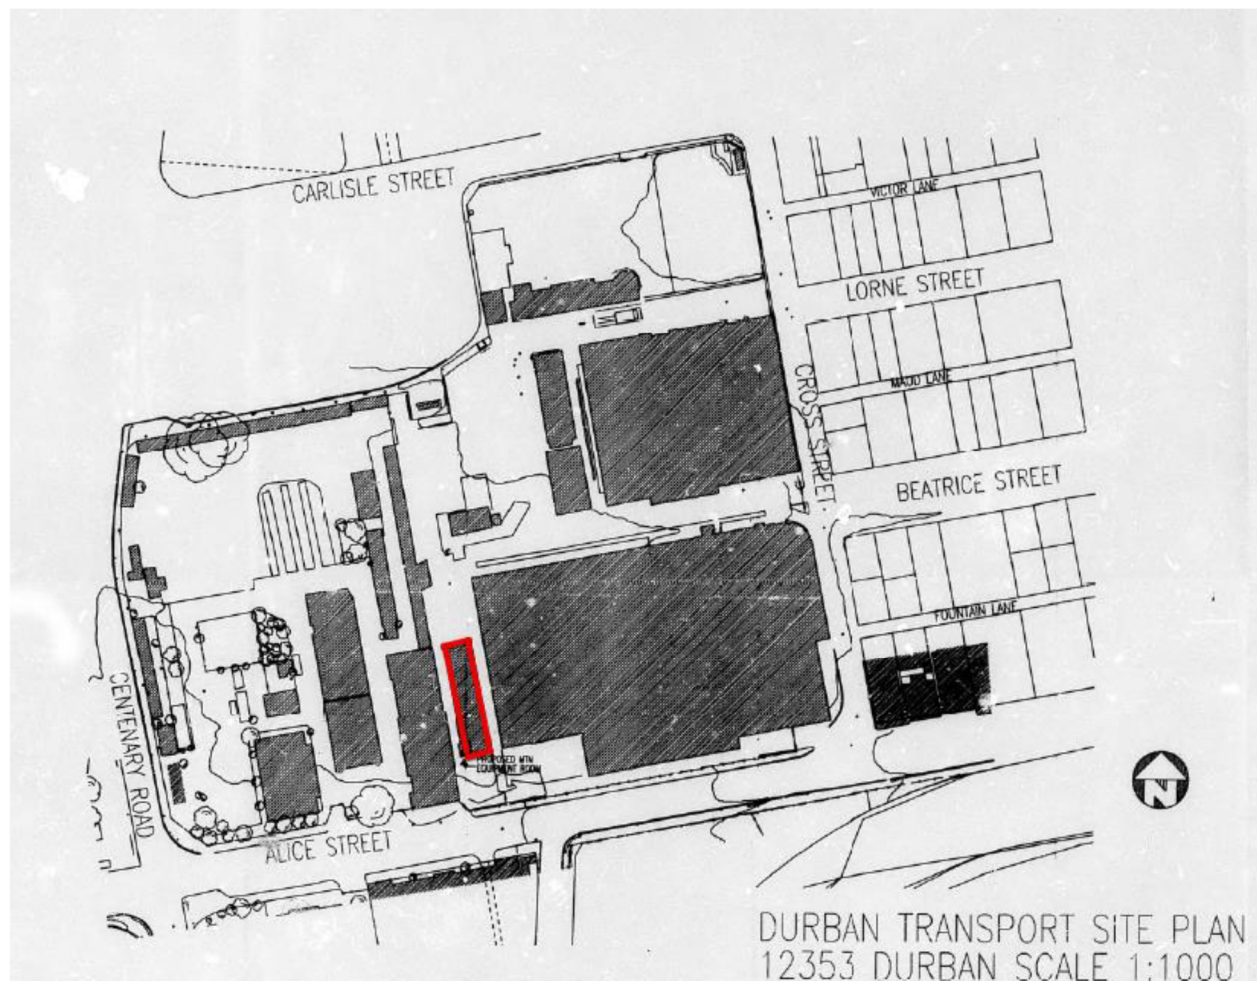 CARLISLE STREET
VICTOR LANE
LORNE STREET
MAUD LANE
CROSS STREET
BEATRICE STREET
FOUNTAIN LANE
CENTENARY ROAD
PROPOSED MTN
EQUIPMENT ROOM
ALICE STREET
N
DURBAN TRANSPORT SITE PLAN
12353 DURBAN SCALE 1:1000